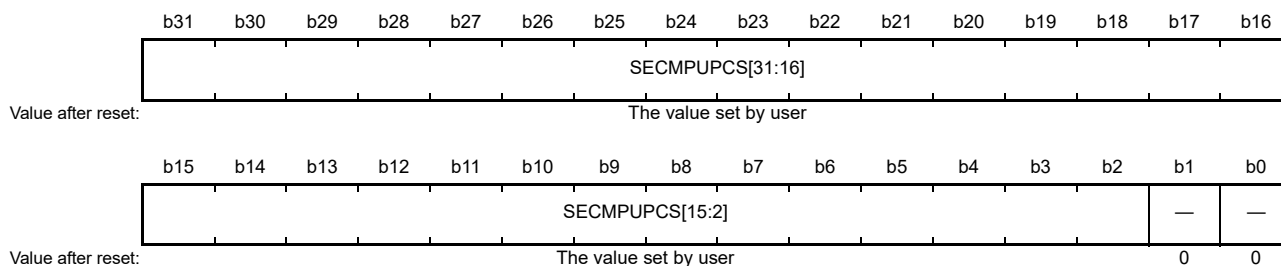 b31 b30 b29 b28 b27 b26 b25 b24 b23 b22 b21 b20 b19 b18 b17 b16
SECMPUPCS[31:16]
Value after reset: The value set by user
b15 b14 b13 b12 b11 b10 b9 b8 b7 b6 b5 b4 b3 b2 b1 b0
SECMPUPCS[15:2] — —
Value after reset: The value set by user 0 0